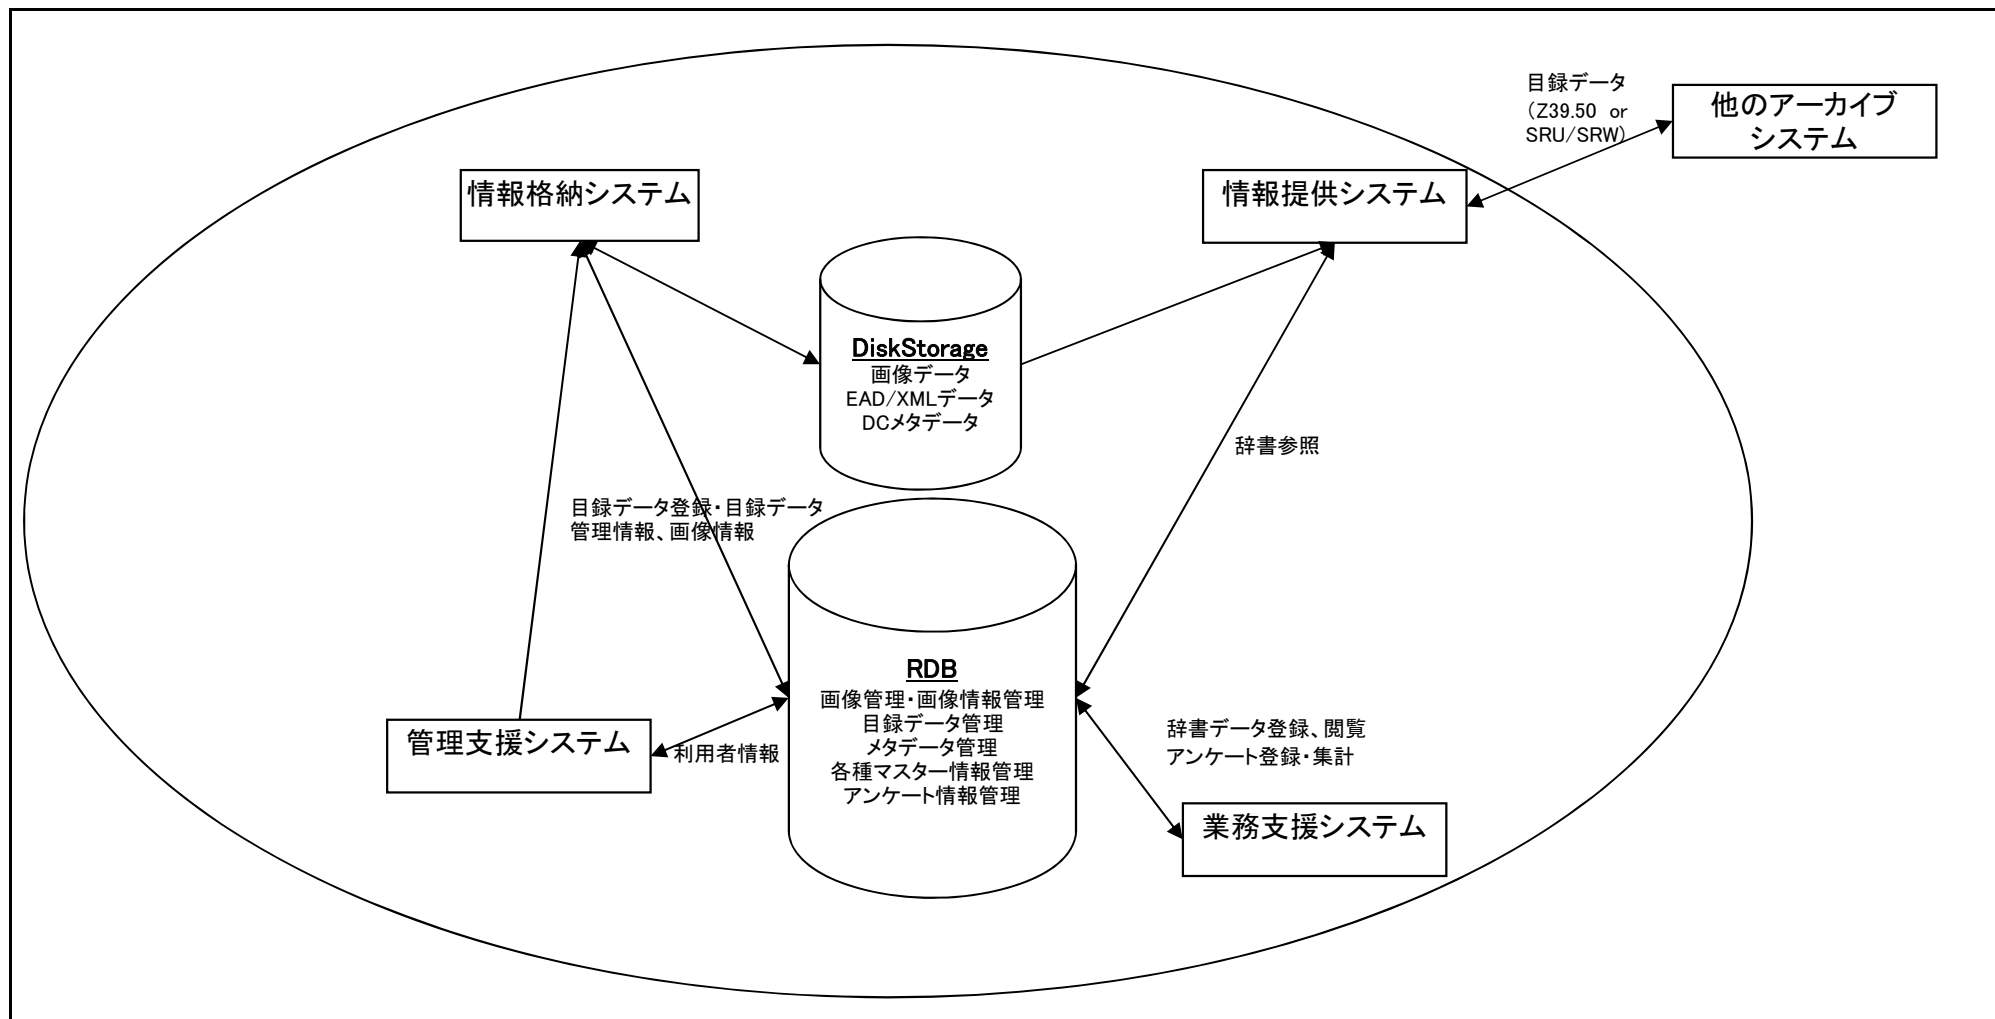 目録データ
(Z39.50 or
SRU/SRW)
他のアーカイブ
システム
情報格納システム
情報提供システム
DiskStorage
画像データ
EAD/XMLデータ
DCメタデータ
辞書参照
目録データ登録・目録データ
管理情報、画像情報
RDB
画像管理・画像情報管理
目録データ管理
メタデータ管理
各種マスター情報管理
アンケート情報管理
管理支援システム
利用者情報
辞書データ登録、閲覧
アンケート登録・集計
業務支援システム